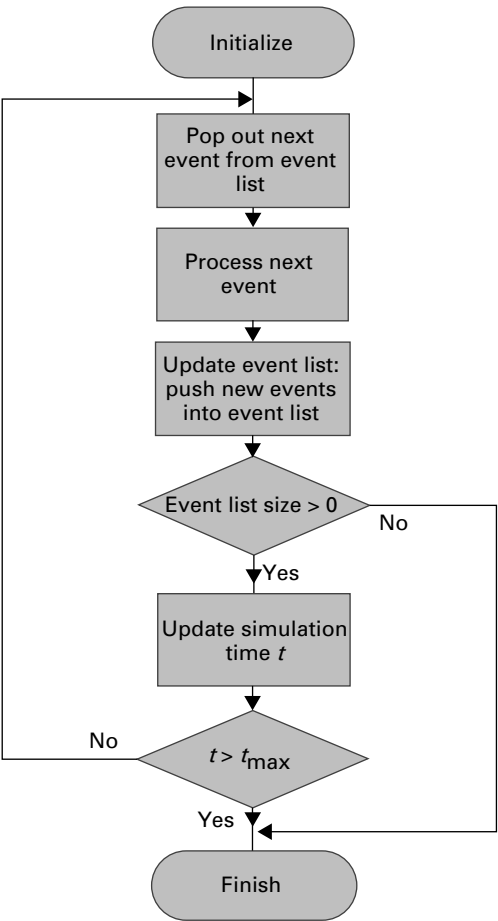 Initialize
Pop out next
event from event
list
Process next
event
Update event list:
push new events
into event list
Event list size > 0
No
Yes
Update simulation
time t
No
t > tmax
Yes
Finish